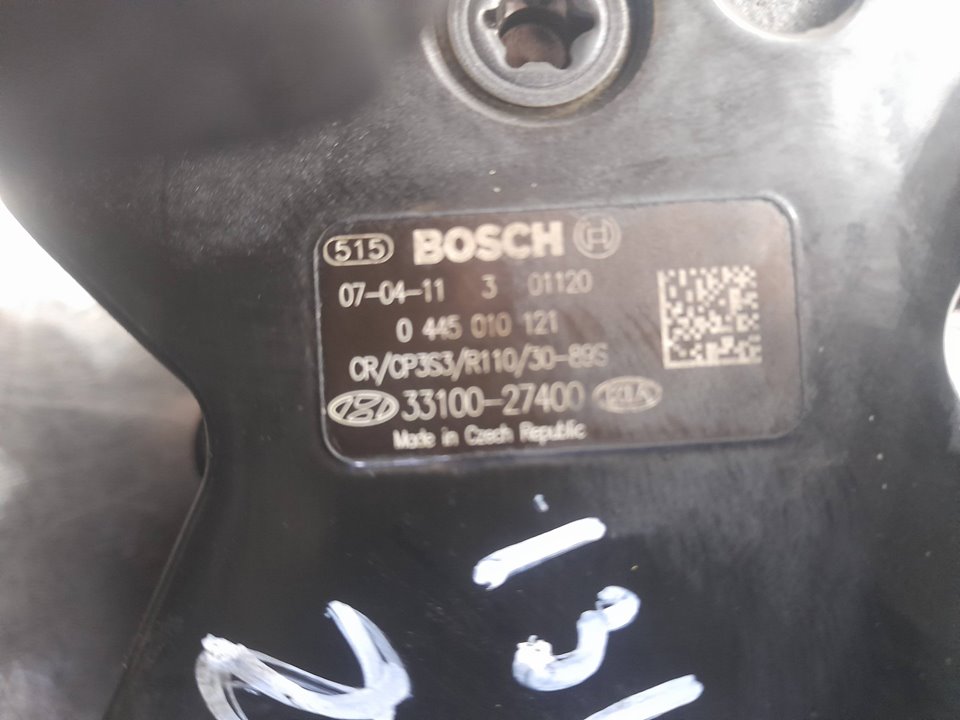 515 BOSCH
07-04-11 3 01120
0 445 010 121
CR/CP3S3/R110/30-89S
33100-27400 KIA
Made in Czech Republic